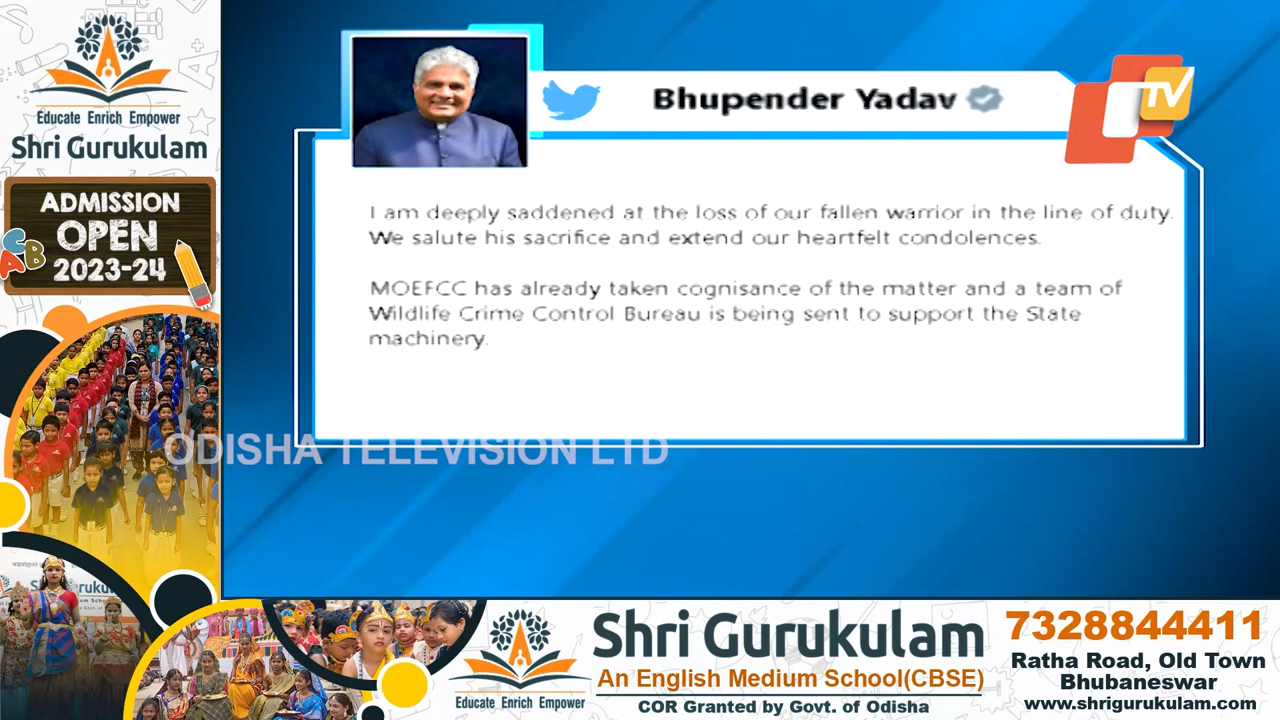 Educate Enrich Empower
Shri Gurukulam
ADMISSION
OPEN
2023-24
Bhupender Yadav
TV
I am deeply saddened at the loss of our fallen warrior in the line of duty.
We salute his sacrifice and extend our heartfelt condolences.
MOEFCC has already taken cognisance of the matter and a team of
Wildlife Crime Control Bureau is being sent to support the State
machinery.
ODISHA TELEVISION LTD
Educate Enrich Empower
Shri Gurukulam
An English Medium School(CBSE)
COR Granted by Govt. of Odisha
7328844411
Ratha Road, Old Town
Bhubaneswar
www.shrigurukulam.com